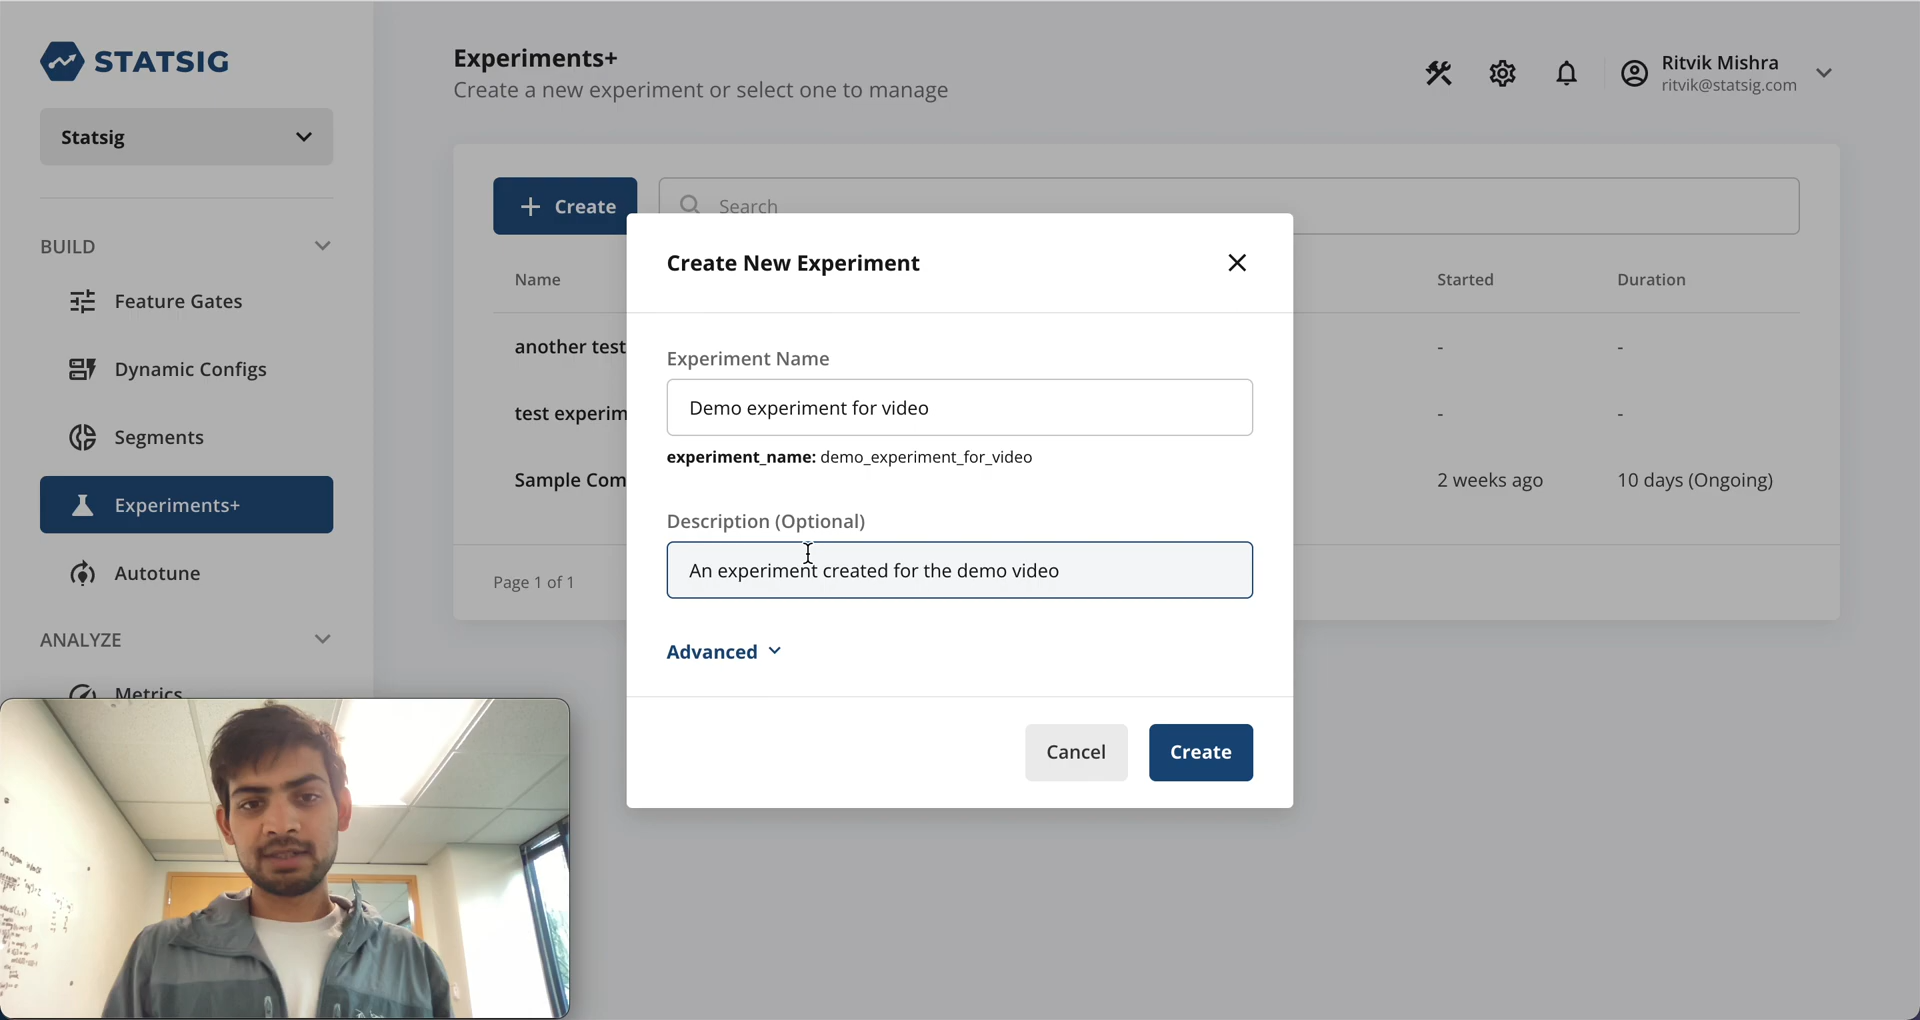 STATSIG
Statsig
BUILD
Feature Gates
Dynamic Configs
Segments
Experiments+
Autotune
ANALYZE
Metrics
Experiments+
Create a new experiment or select one to manage
Ritvik Mishra
ritvik@statsig.com
+ Create
Search
Name
Started
Duration
another test
-
-
test experim
-
-
Sample Com
2 weeks ago
10 days (Ongoing)
Page 1 of 1
Create New Experiment
Experiment Name
Demo experiment for video
experiment_name: demo_experiment_for_video
Description (Optional)
An experiment created for the demo video
Advanced
Cancel
Create